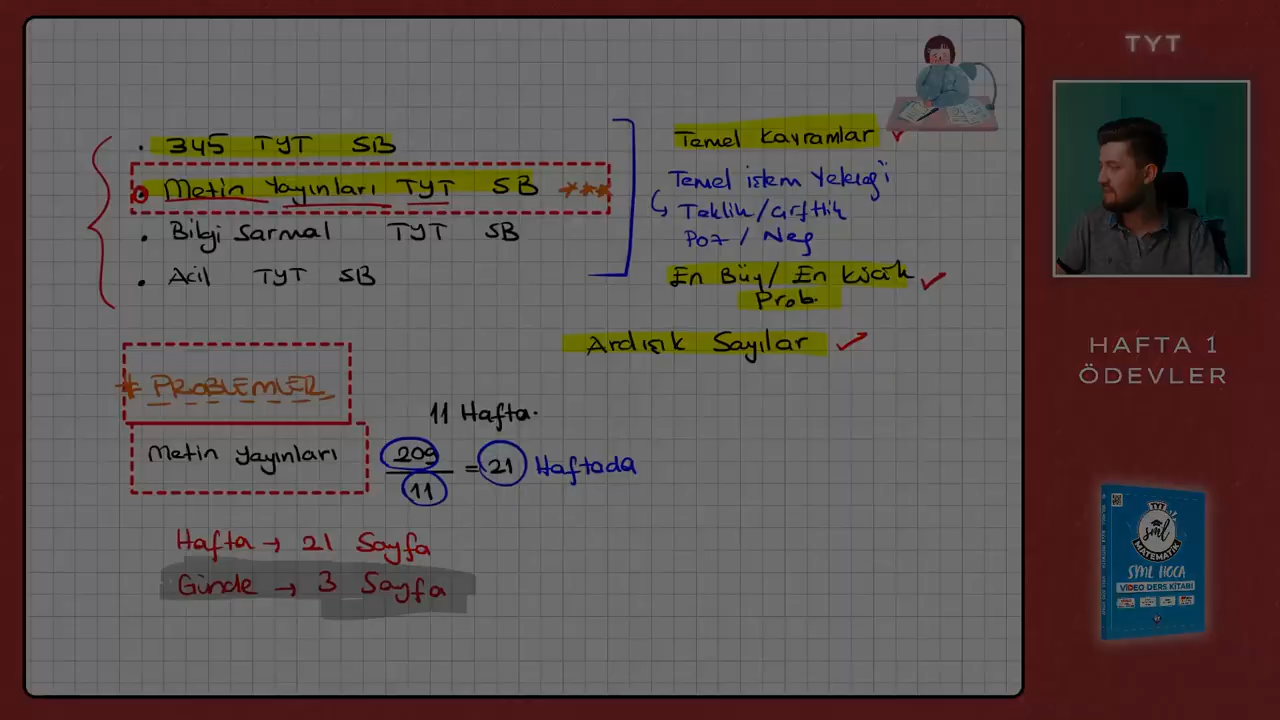 TYT
• 345 TYT SB
• Metin Yayınları TYT SB ***
• Bilgi Sarmal TYT SB
• Acil TYT SB
Temel Kavramlar ✓
Temel işlem Yeteneği
Teklik/Çiftlik
Poz / Neg
En Büy/ En Küçük ✓
Prob.
Ardışık Sayılar ✓
* PROBLEMLER
Metin Yayınları
11 Hafta.
209/11 = 21 Haftada
Hafta → 21 Sayfa
Günde → 3 Sayfa
HAFTA 1
ÖDEVLER
TYT
sml
MATEMATİK
SML HOCA
VİDEO DERS KİTABI